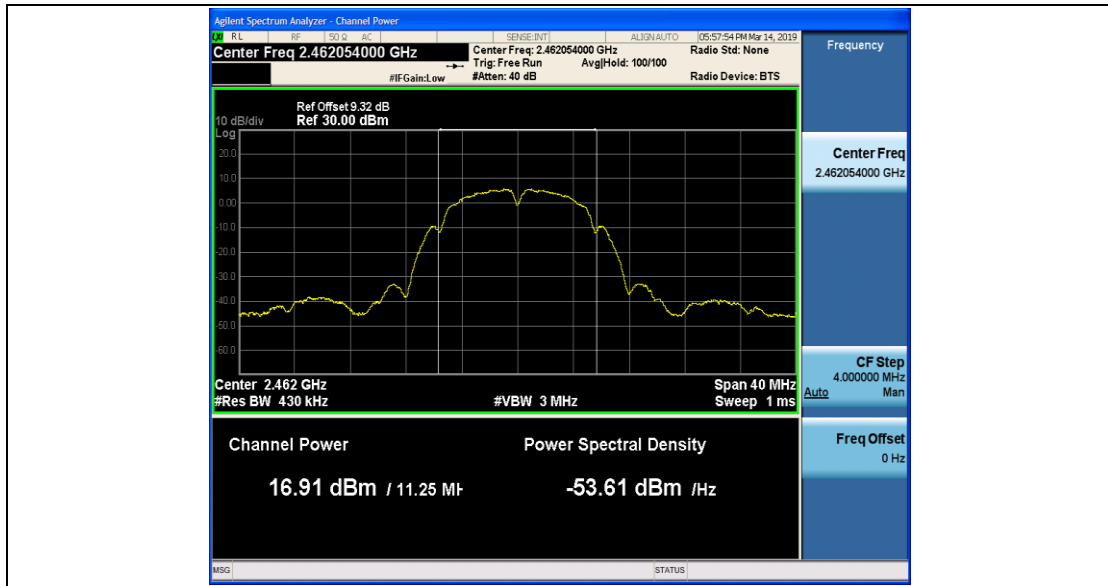 Agilent Spectrum Analyzer - Channel Power
LXI RL RF 50 Ω AC SENSE:INT ALIGNAUTO 05:57:54 PM Mar 14, 2019
Center Freq 2.462054000 GHz
Center Freq: 2.462054000 GHz
Radio Std: None
Trig: Free Run
Avg|Hold: 100/100
#IFGain:Low
#Atten: 40 dB
Radio Device: BTS
Ref Offset 9.32 dB
10 dB/div
Ref 30.00 dBm
Log
20.0
10.0
0.00
-10.0
-20.0
-30.0
-40.0
-50.0
-60.0
Center 2.462 GHz
Span 40 MHz
#Res BW 430 kHz
#VBW 3 MHz
Sweep 1 ms
Channel Power
Power Spectral Density
16.91 dBm / 11.25 MH
-53.61 dBm /Hz
MSG
STATUS
Frequency
Center Freq
2.462054000 GHz
CF Step
4.000000 MHz
Auto Man
Freq Offset
0 Hz